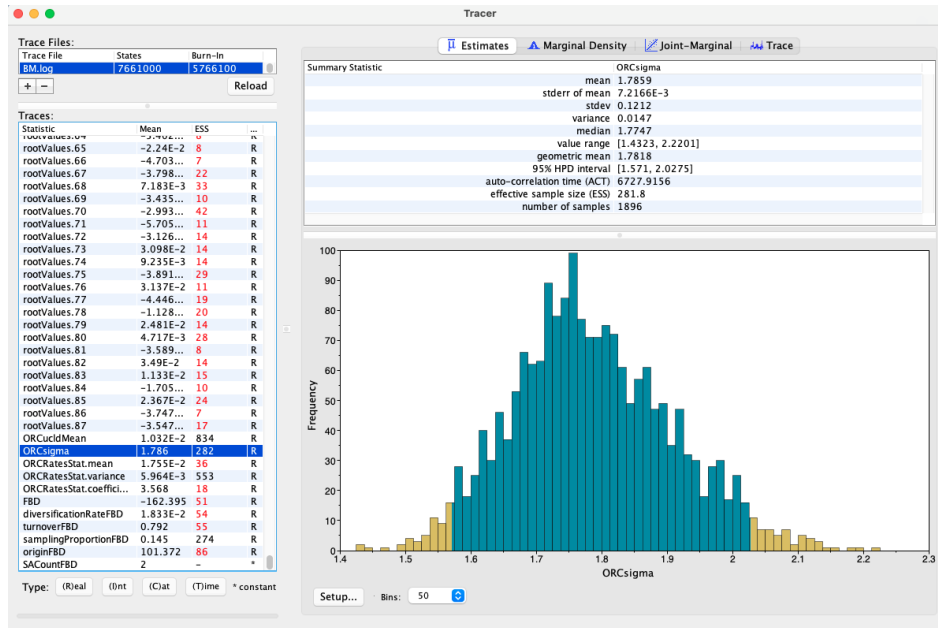 Tracer
Trace Files:
Trace File States Burn-In
BM.log 7661000 5766100
+ −
Reload
Traces:
Statistic Mean ESS ...
rootValues.64 −3.402... 8 R
rootValues.65 −2.24E−2 8 R
rootValues.66 −4.703... 7 R
rootValues.67 −3.798... 22 R
rootValues.68 7.183E−3 33 R
rootValues.69 −3.435... 10 R
rootValues.70 −2.993... 42 R
rootValues.71 −5.705... 11 R
rootValues.72 −3.126... 14 R
rootValues.73 3.098E−2 14 R
rootValues.74 9.235E−3 14 R
rootValues.75 −3.891... 29 R
rootValues.76 3.137E−2 11 R
rootValues.77 −4.446... 19 R
rootValues.78 −1.128... 20 R
rootValues.79 2.481E−2 14 R
rootValues.80 4.717E−3 28 R
rootValues.81 −3.589... 8 R
rootValues.82 3.49E−2 14 R
rootValues.83 1.133E−2 15 R
rootValues.84 −1.705... 10 R
rootValues.85 2.367E−2 24 R
rootValues.86 −3.747... 7 R
rootValues.87 −3.547... 17 R
ORCucldMean 1.032E−2 834 R
ORCsigma 1.786 282 R
ORCRatesStat.mean 1.755E−2 36 R
ORCRatesStat.variance 5.964E−3 553 R
ORCRatesStat.coeffici... 3.568 18 R
FBD −162.395 51 R
diversificationRateFBD 1.833E−2 54 R
turnoverFBD 0.792 55 R
samplingProportionFBD 0.145 274 R
originFBD 101.372 86 R
SACountFBD 2 − *
Type: (R)eal (I)nt (C)at (T)ime * constant
Estimates Marginal Density Joint-Marginal Trace
Summary Statistic ORCsigma
mean 1.7859
stderr of mean 7.2166E−3
stdev 0.1212
variance 0.0147
median 1.7747
value range [1.4323, 2.2201]
geometric mean 1.7818
95% HPD interval [1.571, 2.0275]
auto-correlation time (ACT) 6727.9156
effective sample size (ESS) 281.8
number of samples 1896
100
90
80
70
60
50
40
30
20
10
0
Frequency
1.4 1.5 1.6 1.7 1.8 1.9 2 2.1 2.2 2.3
ORCsigma
Setup... Bins: 50